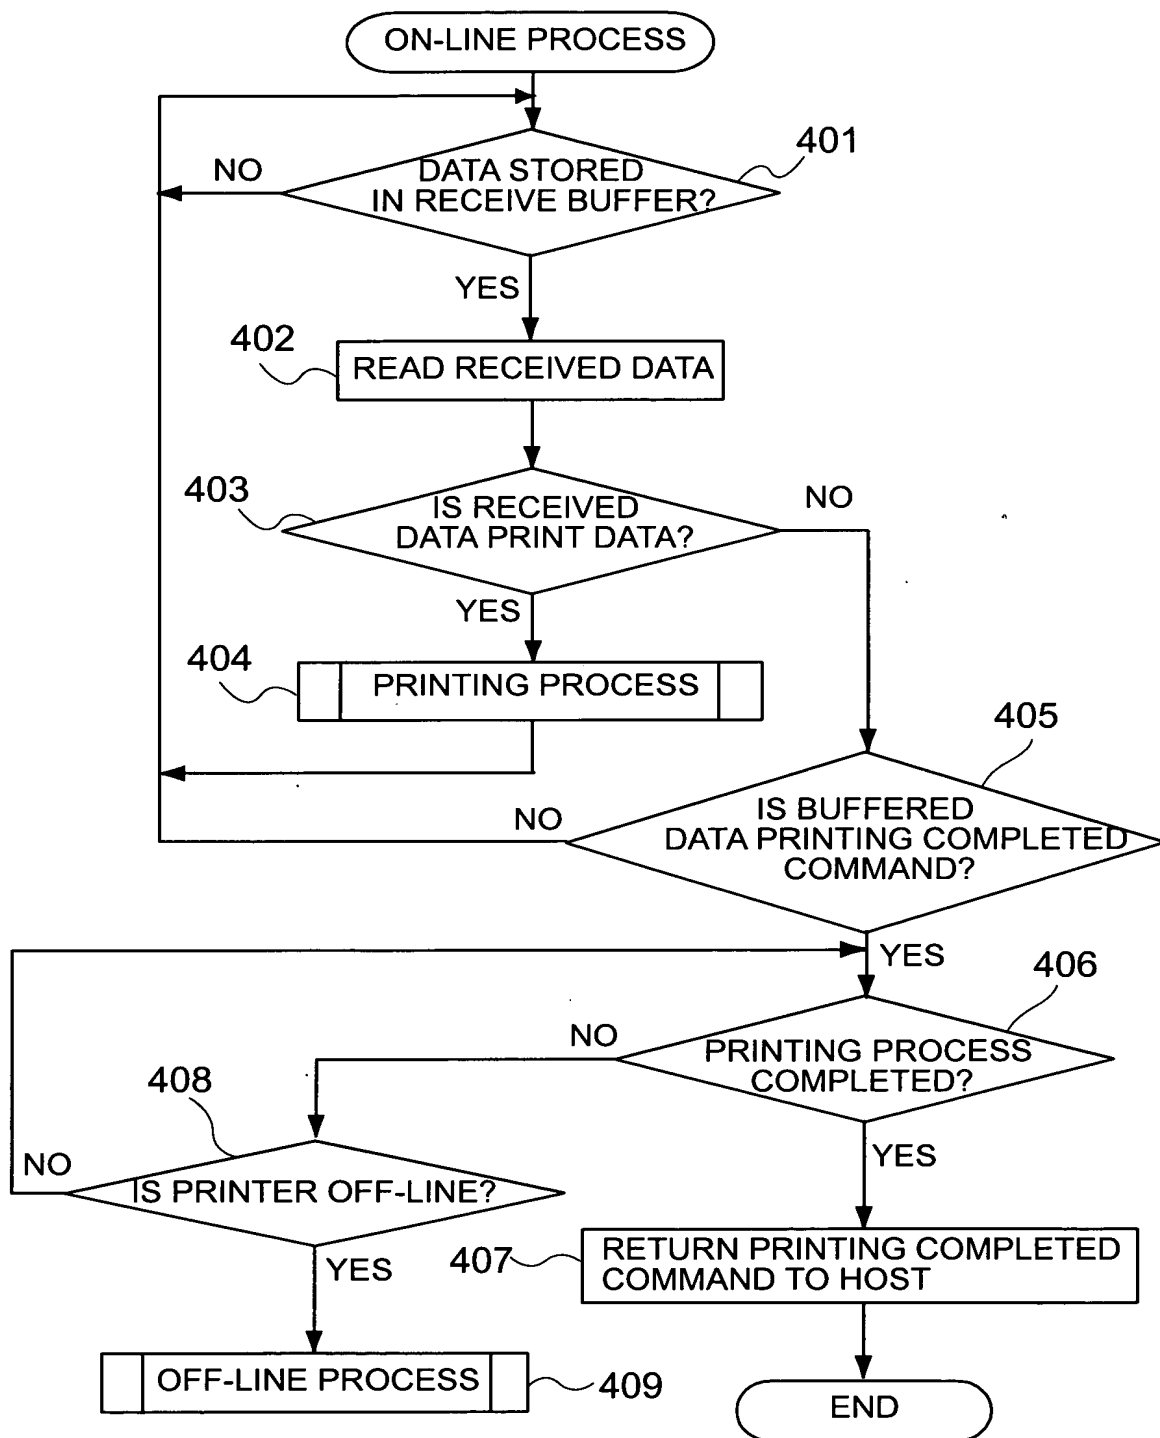 ON-LINE PROCESS
401
NO
DATA STORED
IN RECEIVE BUFFER?
YES
402
READ RECEIVED DATA
403
IS RECEIVED
DATA PRINT DATA?
NO
YES
404
PRINTING PROCESS
405
IS BUFFERED
DATA PRINTING COMPLETED
COMMAND?
NO
YES
406
NO
PRINTING PROCESS
COMPLETED?
408
YES
NO
IS PRINTER OFF-LINE?
407
RETURN PRINTING COMPLETED
COMMAND TO HOST
YES
OFF-LINE PROCESS
409
END